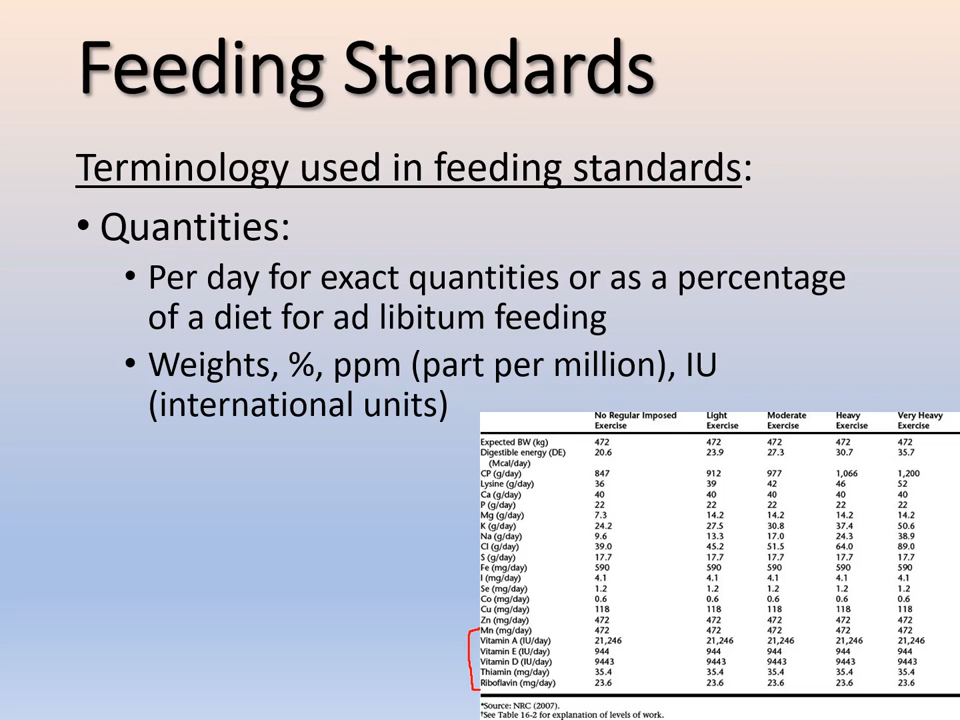 Feeding Standards
Terminology used in feeding standards:
• Quantities:
• Per day for exact quantities or as a percentage
of a diet for ad libitum feeding
• Weights, %, ppm (part per million), IU
(international units)
No Regular Imposed Light Moderate Heavy Very Heavy
Exercise Exercise Exercise Exercise Exercise
Expected BW (kg) 472 472 472 472 472
Digestible energy (DE) 20.6 23.9 27.3 30.7 35.7
(Mcal/day)
CP (g/day) 847 912 977 1,066 1,200
Lysine (g/day) 36 39 42 46 52
Ca (g/day) 40 40 40 40 40
P (g/day) 22 22 22 22 22
Mg (g/day) 7.3 14.2 14.2 14.2 14.2
K (g/day) 24.2 27.5 30.8 37.4 50.6
Na (g/day) 9.6 13.3 17.0 24.3 38.9
Cl (g/day) 39.0 45.2 51.5 64.0 89.0
S (g/day) 17.7 17.7 17.7 17.7 17.7
Fe (mg/day) 590 590 590 590 590
I (mg/day) 4.1 4.1 4.1 4.1 4.1
Se (mg/day) 1.2 1.2 1.2 1.2 1.2
Co (mg/day) 0.6 0.6 0.6 0.6 0.6
Cu (mg/day) 118 118 118 118 118
Zn (mg/day) 472 472 472 472 472
Mn (mg/day) 472 472 472 472 472
Vitamin A (IU/day) 21,246 21,246 21,246 21,246 21,246
Vitamin E (IU/day) 944 944 944 944 944
Vitamin D (IU/day) 9443 9443 9443 9443 9443
Thiamin (mg/day) 35.4 35.4 35.4 35.4 35.4
Riboflavin (mg/day) 23.6 23.6 23.6 23.6 23.6
*Source: NRC (2007).
†See Table 16-2 for explanation of levels of work.